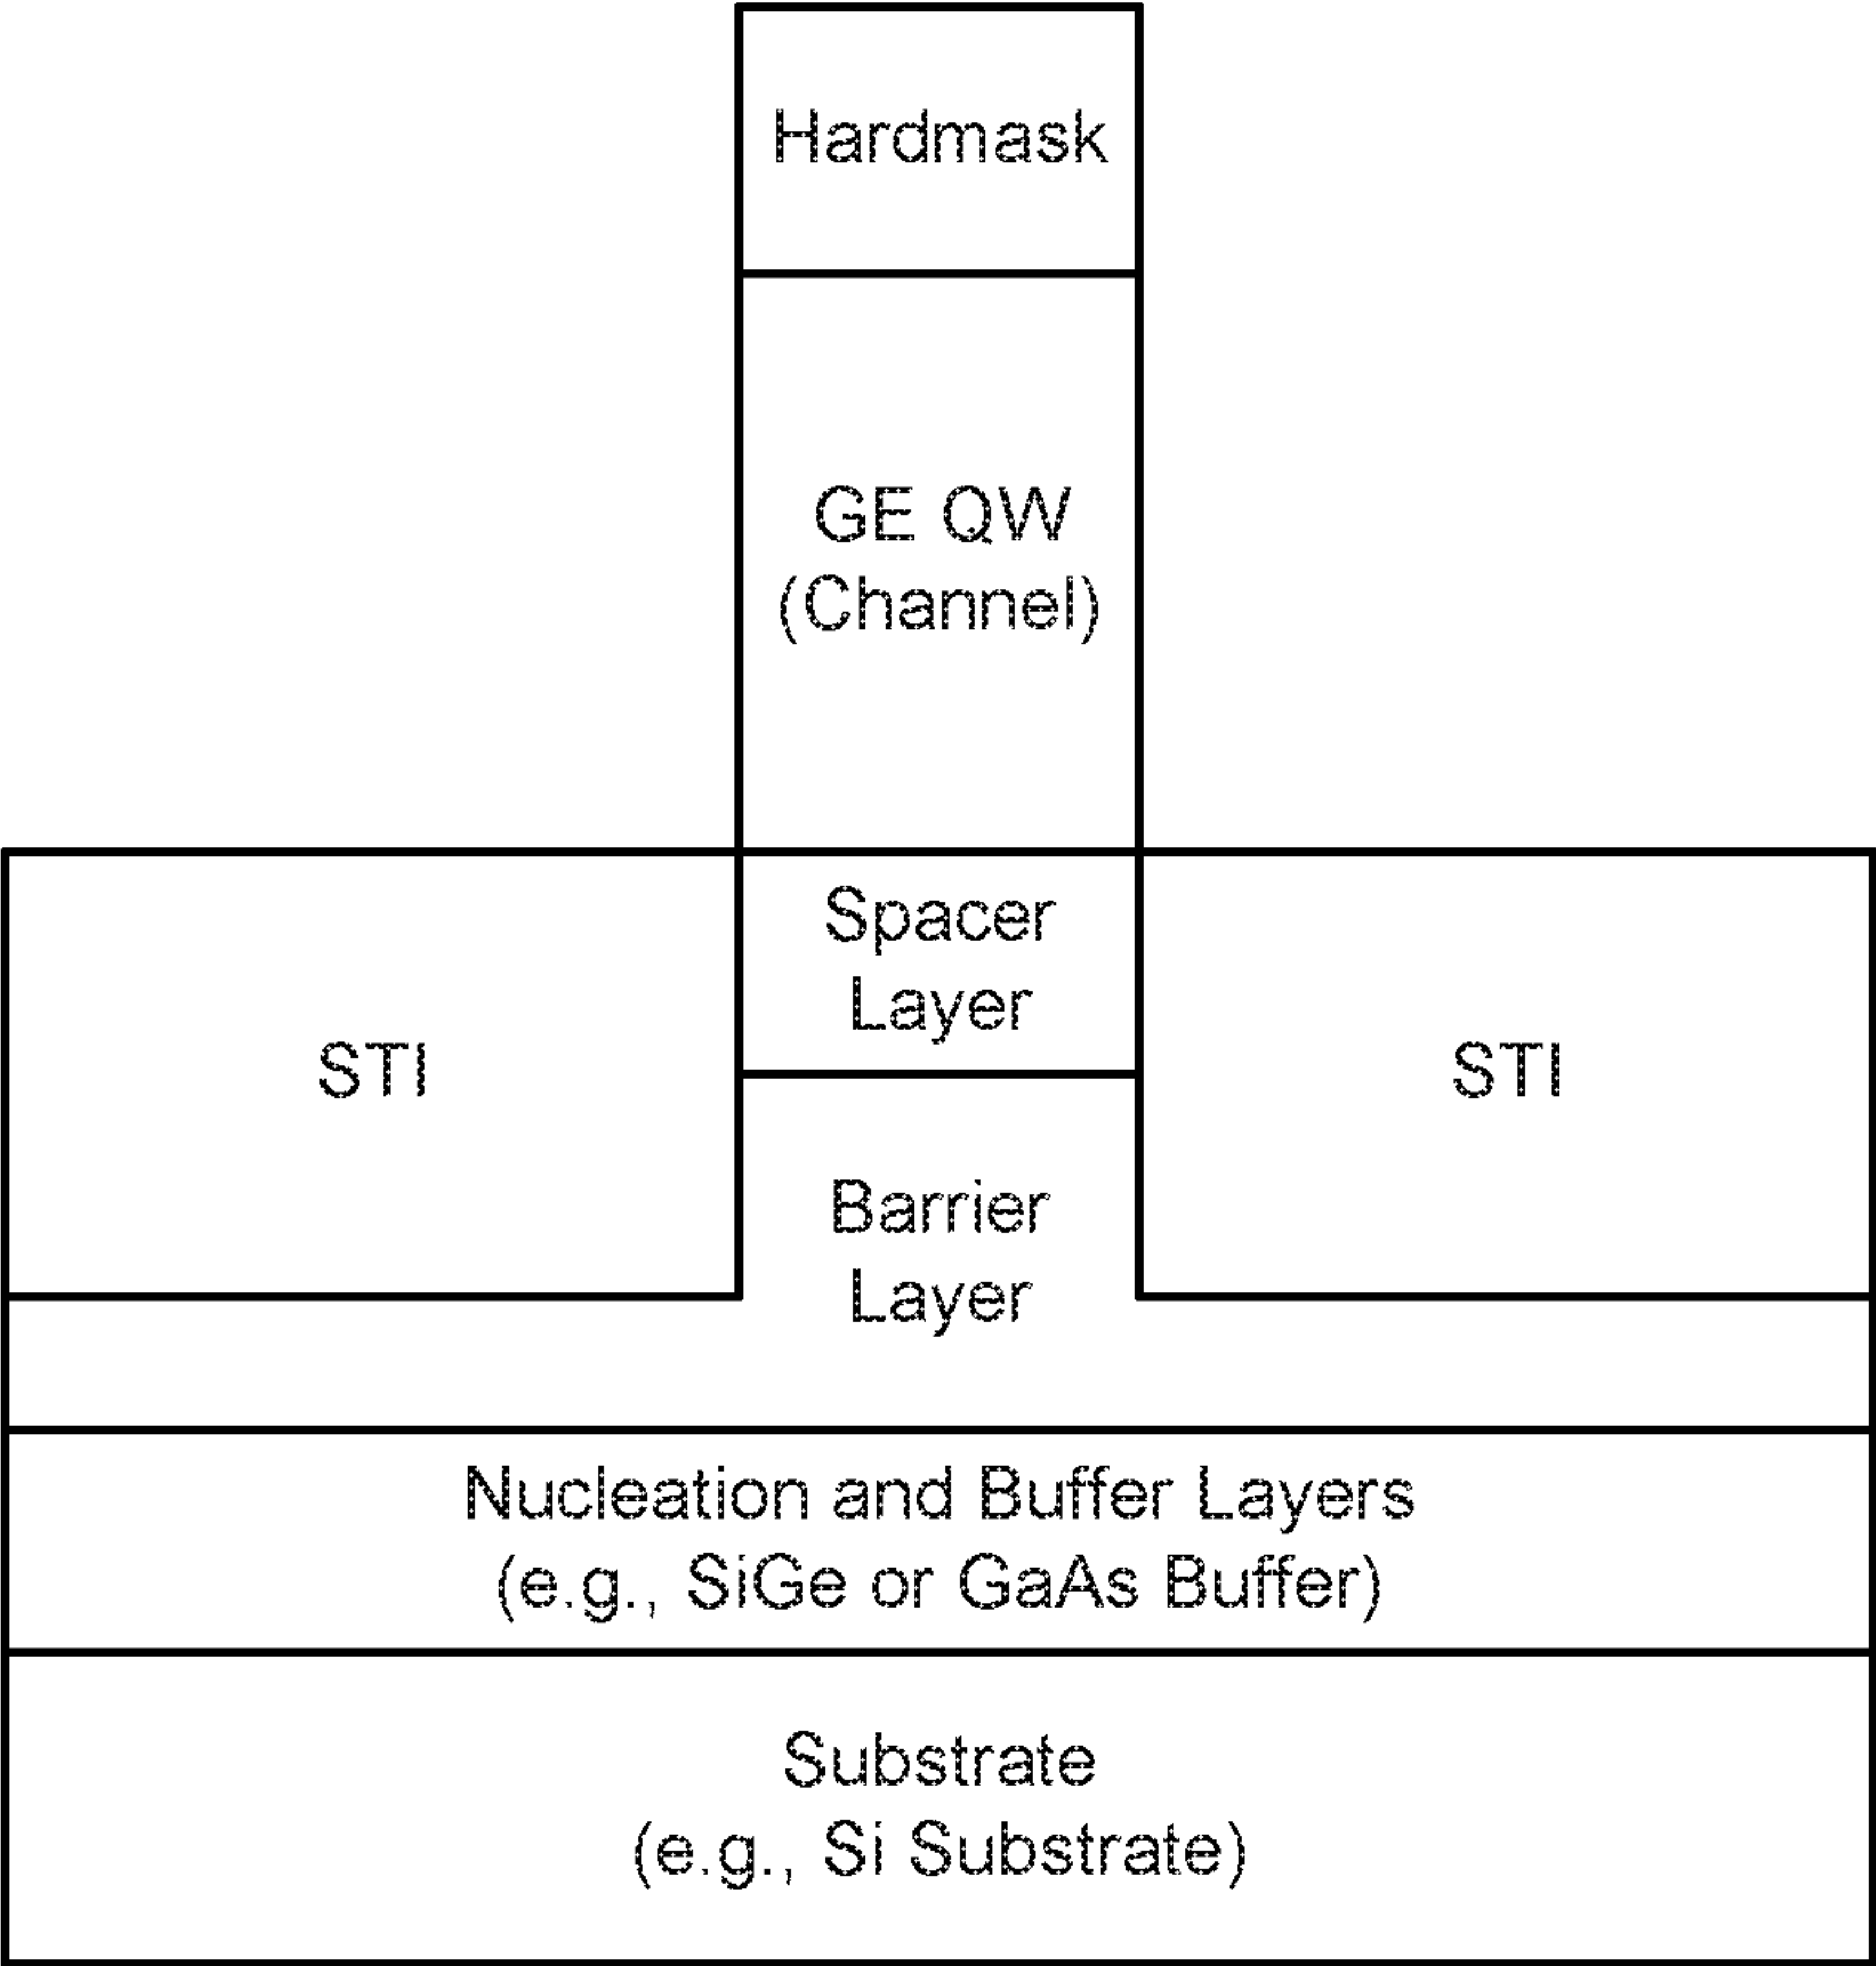 Hardmask
GE QW
(Channel)
Spacer
Layer
STI
STI
Barrier
Layer
Nucleation and Buffer Layers
(e.g., SiGe or GaAs Buffer)
Substrate
(e.g., Si Substrate)